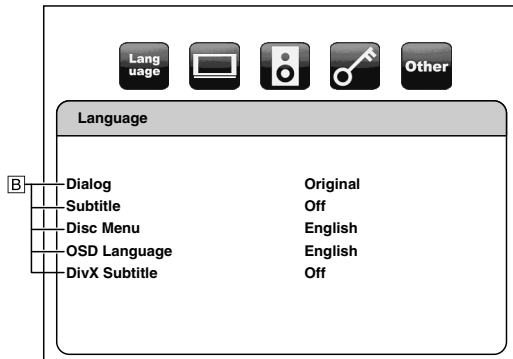 Lang
uage
Other
Language
B
Dialog Original
Subtitle Off
Disc Menu English
OSD Language English
DivX Subtitle Off